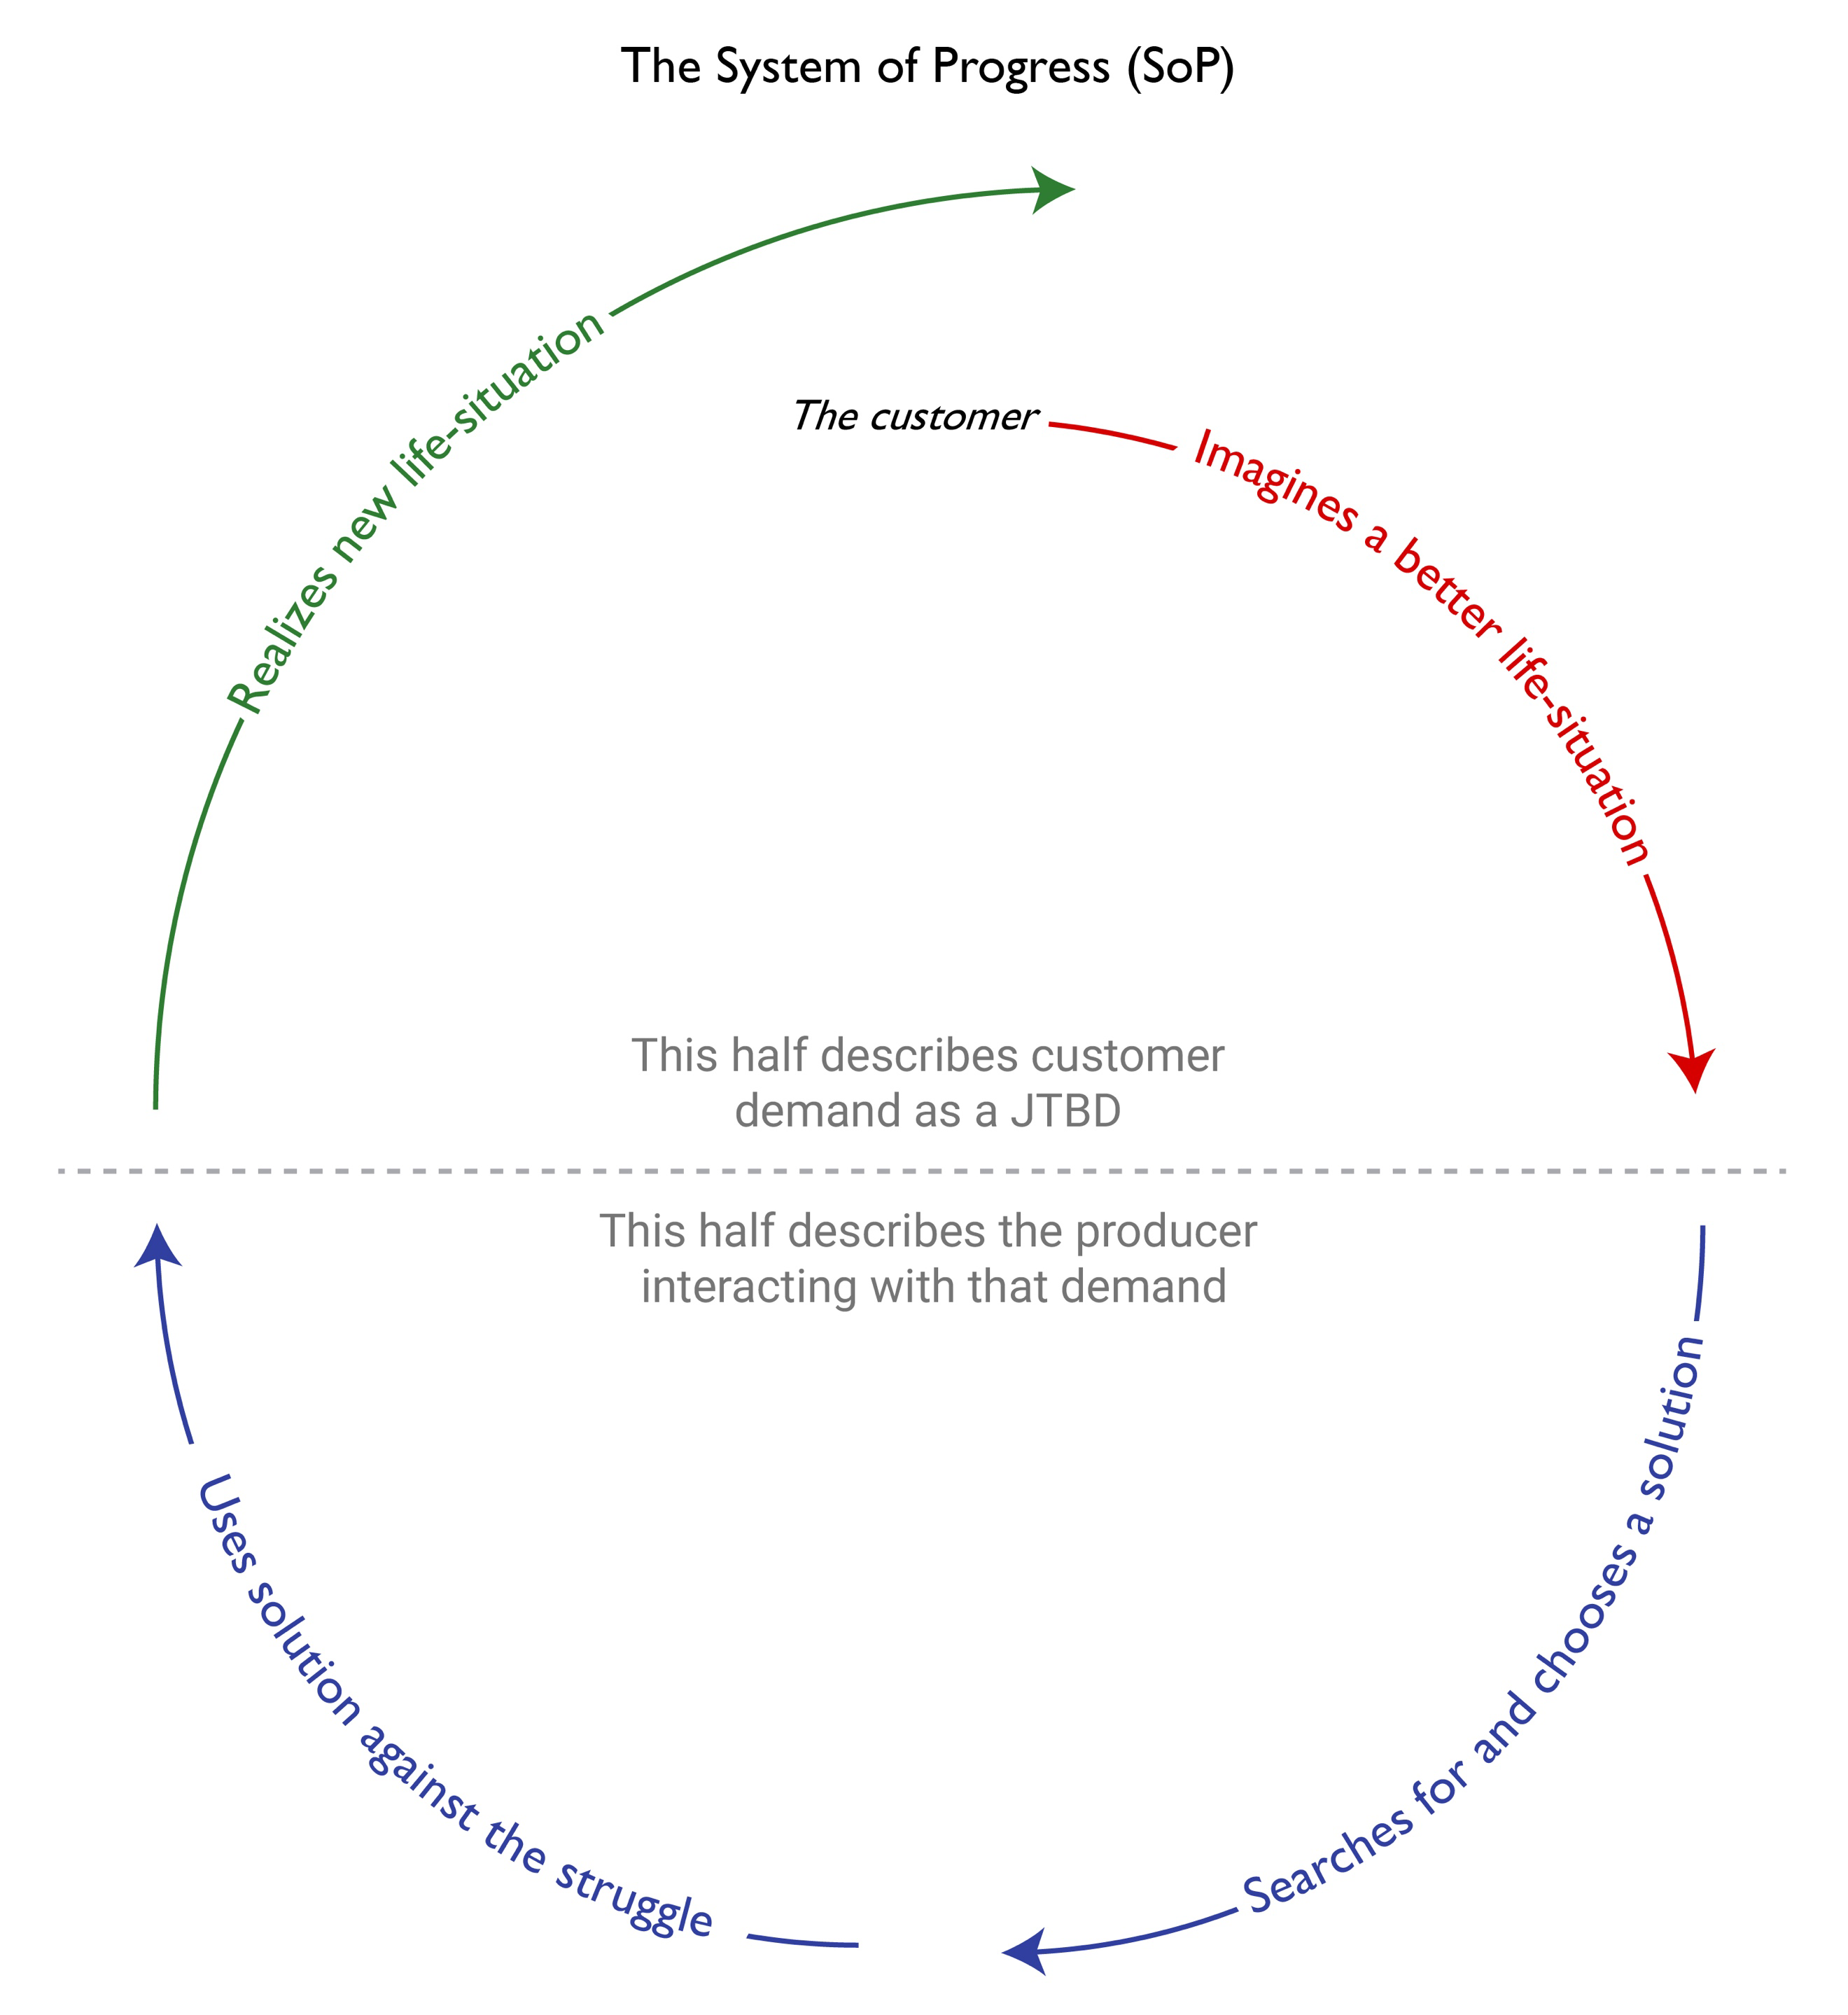 The System of Progress (SoP)
The customer
Imagines a better life-situation
Realizes new life-situation
This half describes customer
demand as a JTBD
This half describes the producer
interacting with that demand
Searches for and chooses a solution
Uses solution against the struggle